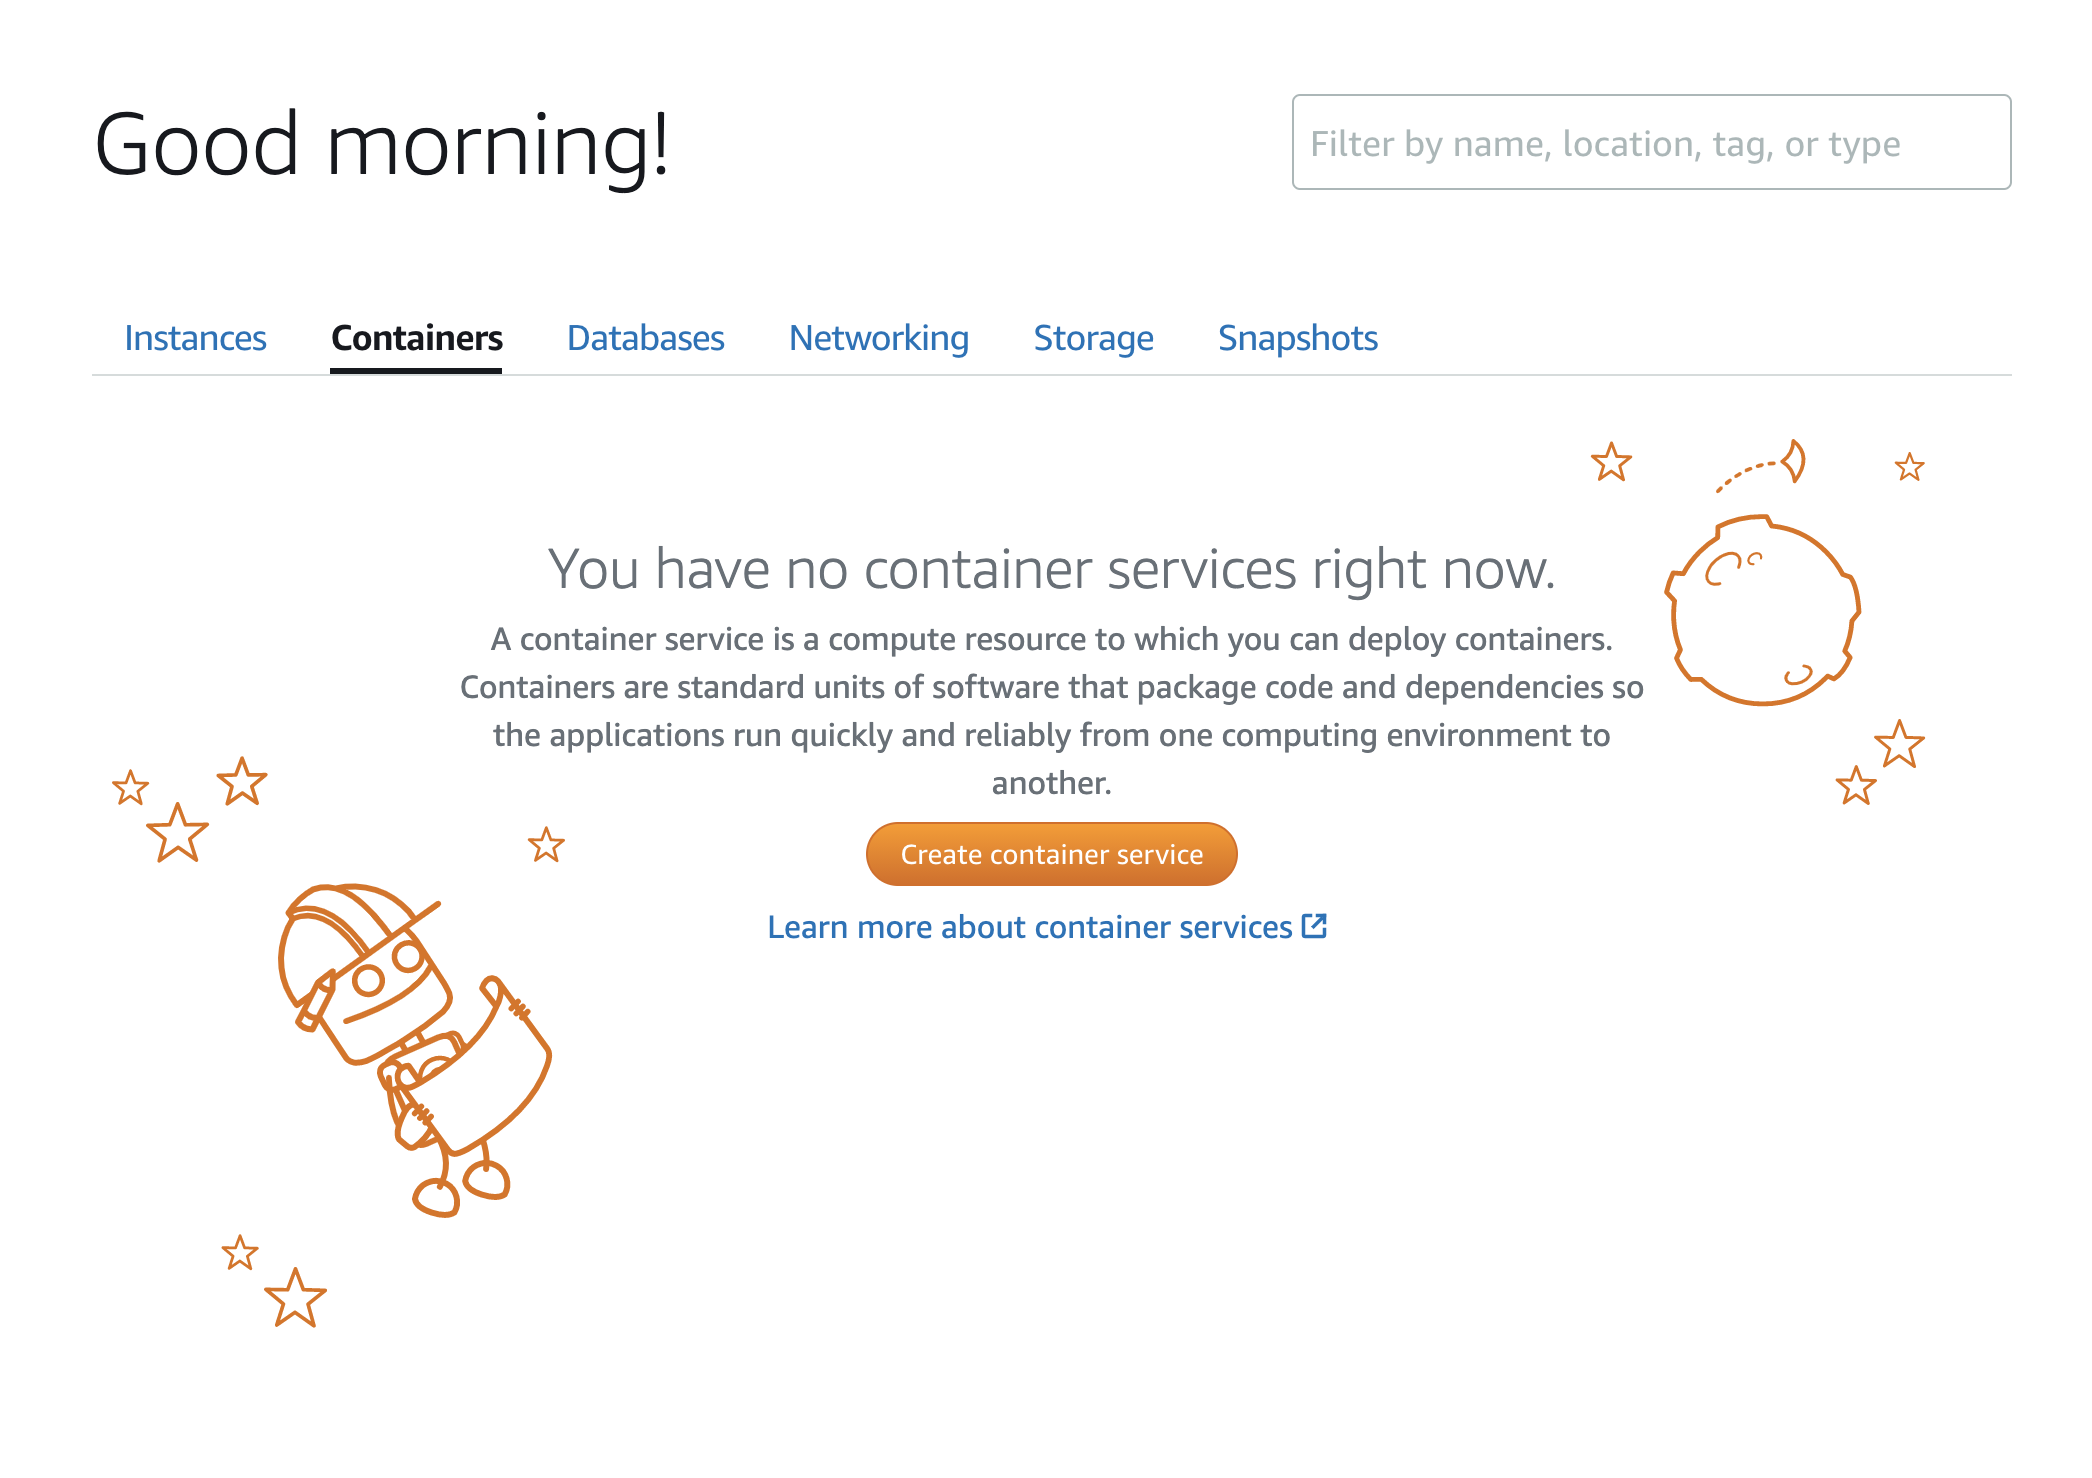 Good morning!
Filter by name, location, tag, or type
Instances Containers Databases Networking Storage Snapshots
You have no container services right now.
A container service is a compute resource to which you can deploy containers.
Containers are standard units of software that package code and dependencies so
the applications run quickly and reliably from one computing environment to
another.
Create container service
Learn more about container services